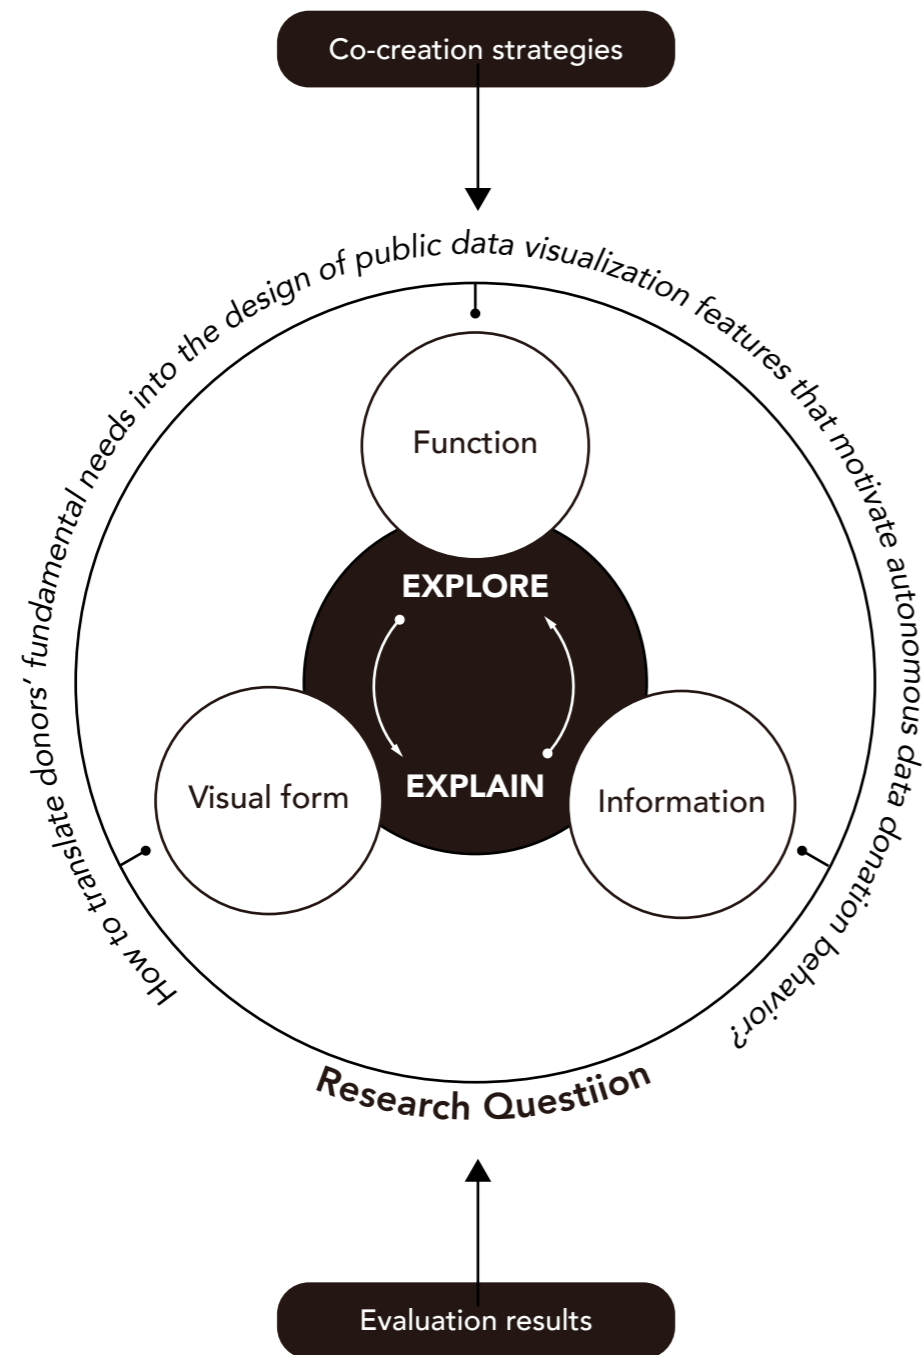 Co-creation strategies
How to translate donors’ fundamental needs into the design of public data visualization features that motivate autonomous data donation behavior?
Function
EXPLORE
EXPLAIN
Visual form
Information
Research Questiion
Evaluation results